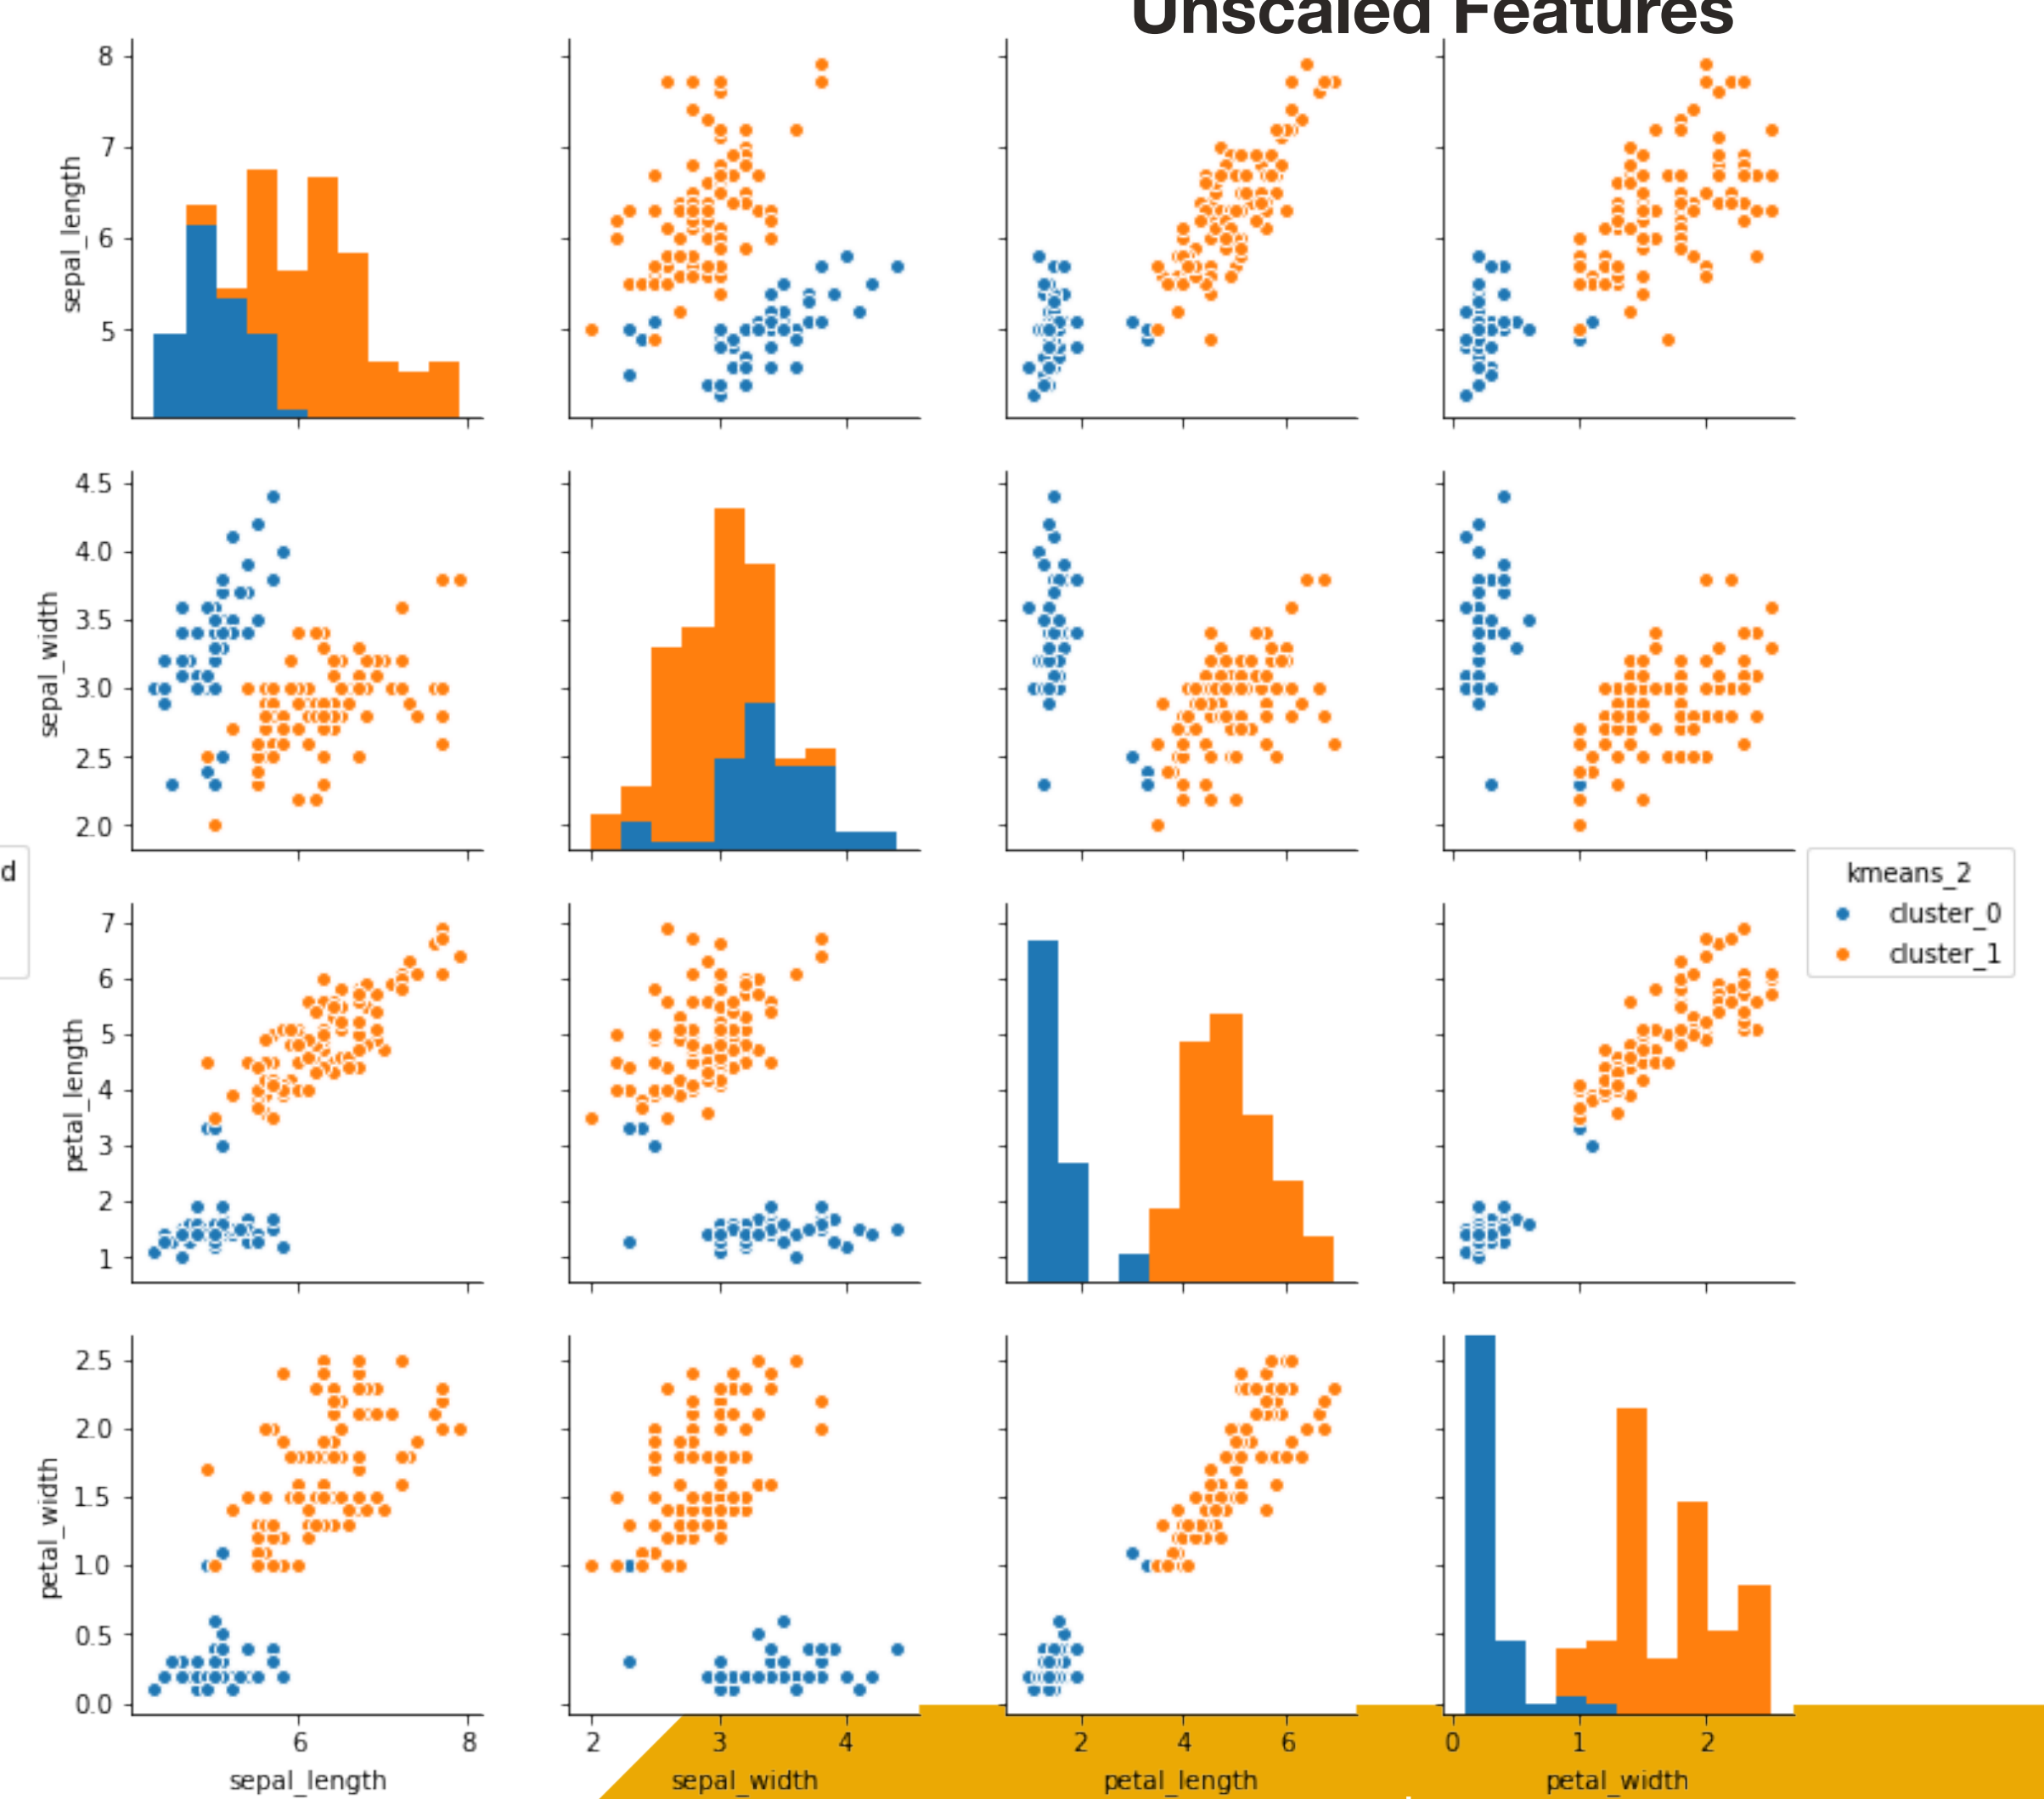 Unscaled Features
8
7
6
5
sepal_length
4.5
4.0
3.5
3.0
2.5
2.0
sepal_width
d
kmeans_2
cluster_0
cluster_1
7
6
5
4
3
2
1
petal_length
2.5
2.0
1.5
1.0
0.5
0.0
petal_width
6 8 2 3 4 2 4 6 0 1 2
sepal_length sepal_width petal_length petal_width